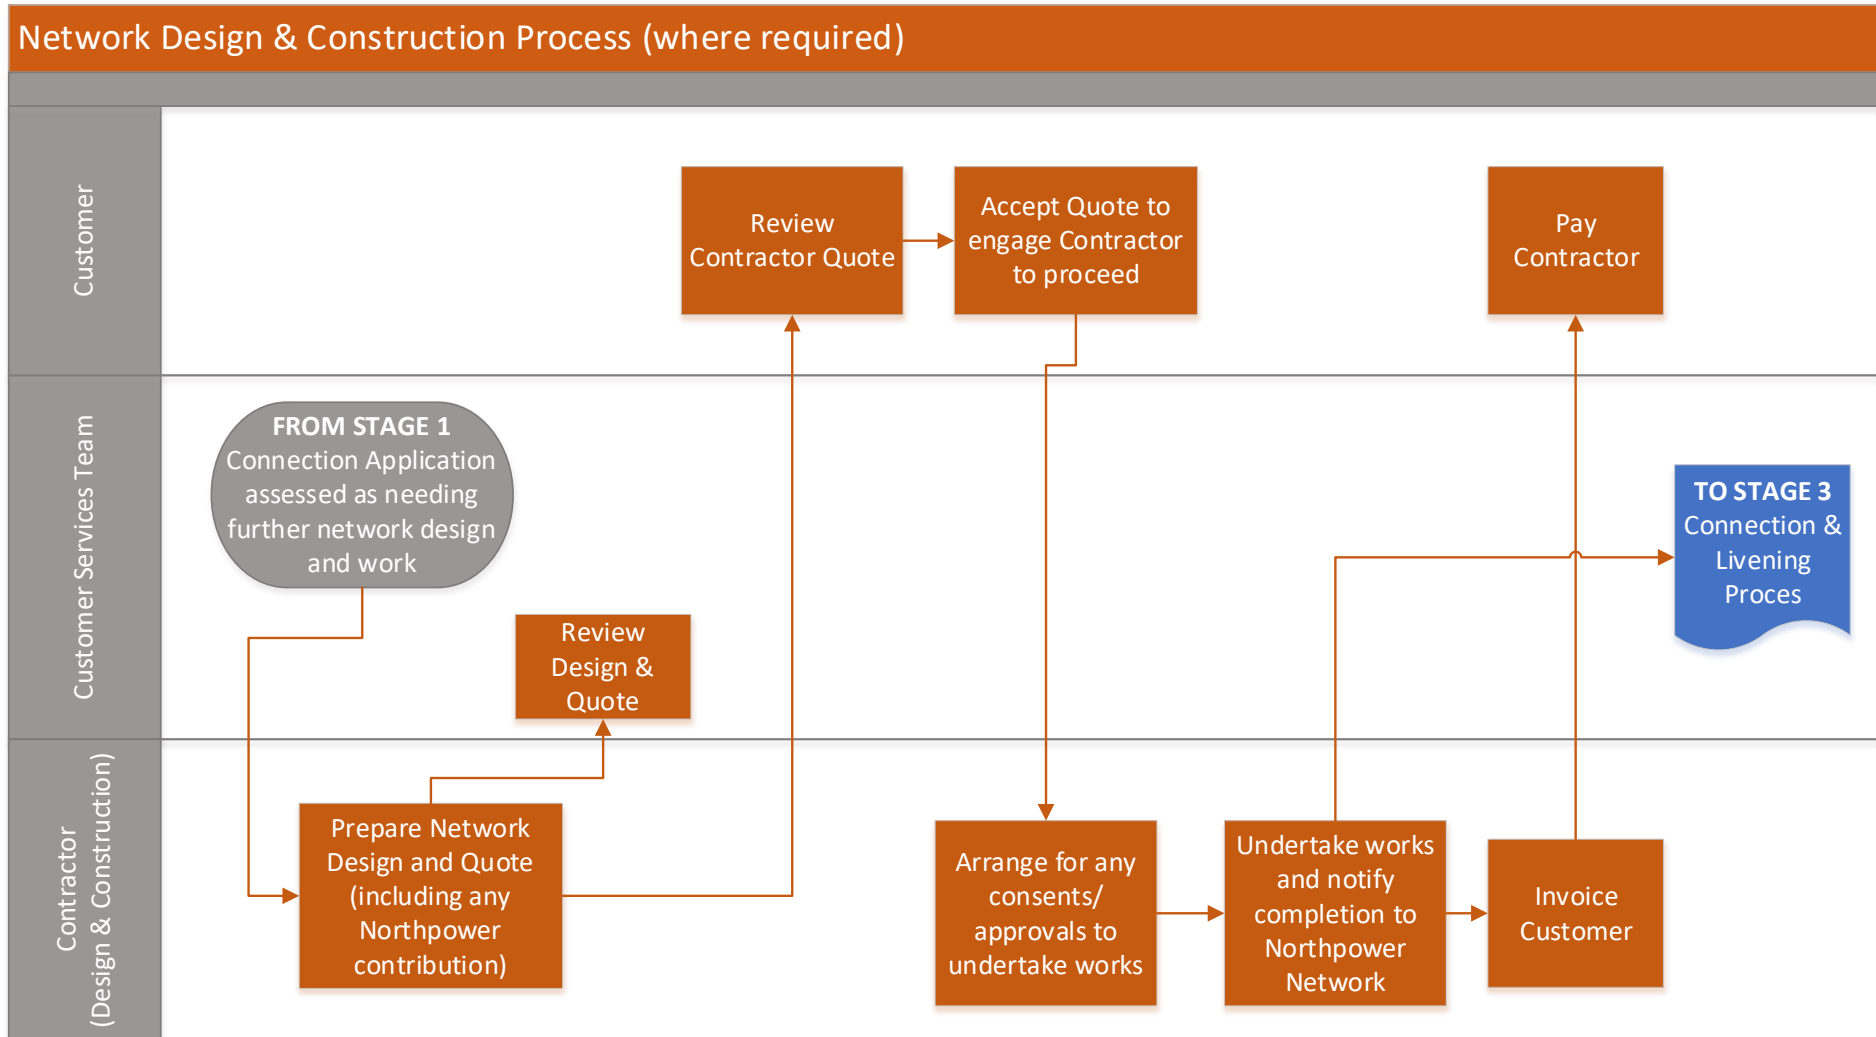 Network Design & Construction Process (where required)
Customer
Review
Contractor Quote
Accept Quote to
engage Contractor
to proceed
Pay
Contractor
Customer Services Team
FROM STAGE 1
Connection Application
assessed as needing
further network design
and work
Review
Design &
Quote
TO STAGE 3
Connection &
Livening
Proces
Contractor
(Design & Construction)
Prepare Network
Design and Quote
(including any
Northpower
contribution)
Arrange for any
consents/
approvals to
undertake works
Undertake works
and notify
completion to
Northpower
Network
Invoice
Customer